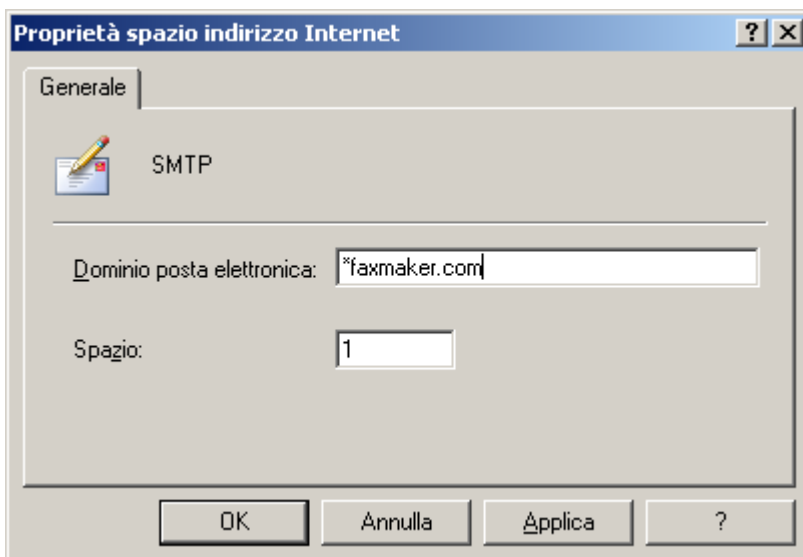 Proprietà spazio indirizzo Internet
Generale
SMTP
Dominio posta elettronica: *faxmaker.com
Spazio: 1
OK Annulla Applica ?